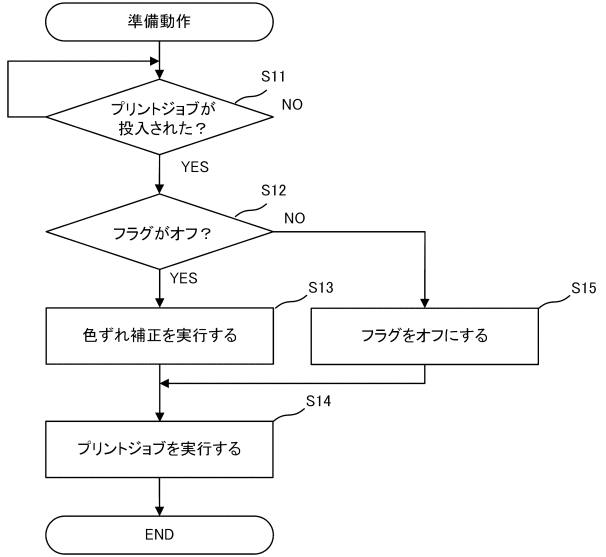 準備動作
S11
プリントジョブが
投入された？
NO
YES
S12
フラグがオフ？
NO
YES
S13
色ずれ補正を実行する
S15
フラグをオフにする
S14
プリントジョブを実行する
END